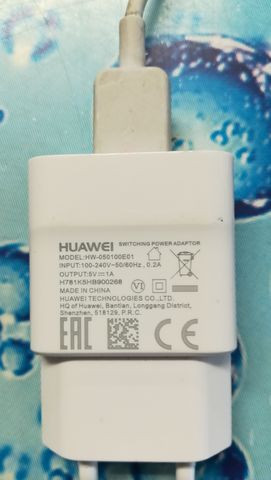 HUAWEI SWITCHING POWER ADAPTOR
MODEL:HW-050100E01
INPUT:100-240V~50/60Hz, 0.2A
OUTPUT:5V⎓1A
H781K5HB900268
MADE IN CHINA
HUAWEI TECHNOLOGIES CO.,LTD.
HQ of Huawei, Bantian, Longgang District,
Shenzhen, 518129, P.R.C.
VI
EAC CE